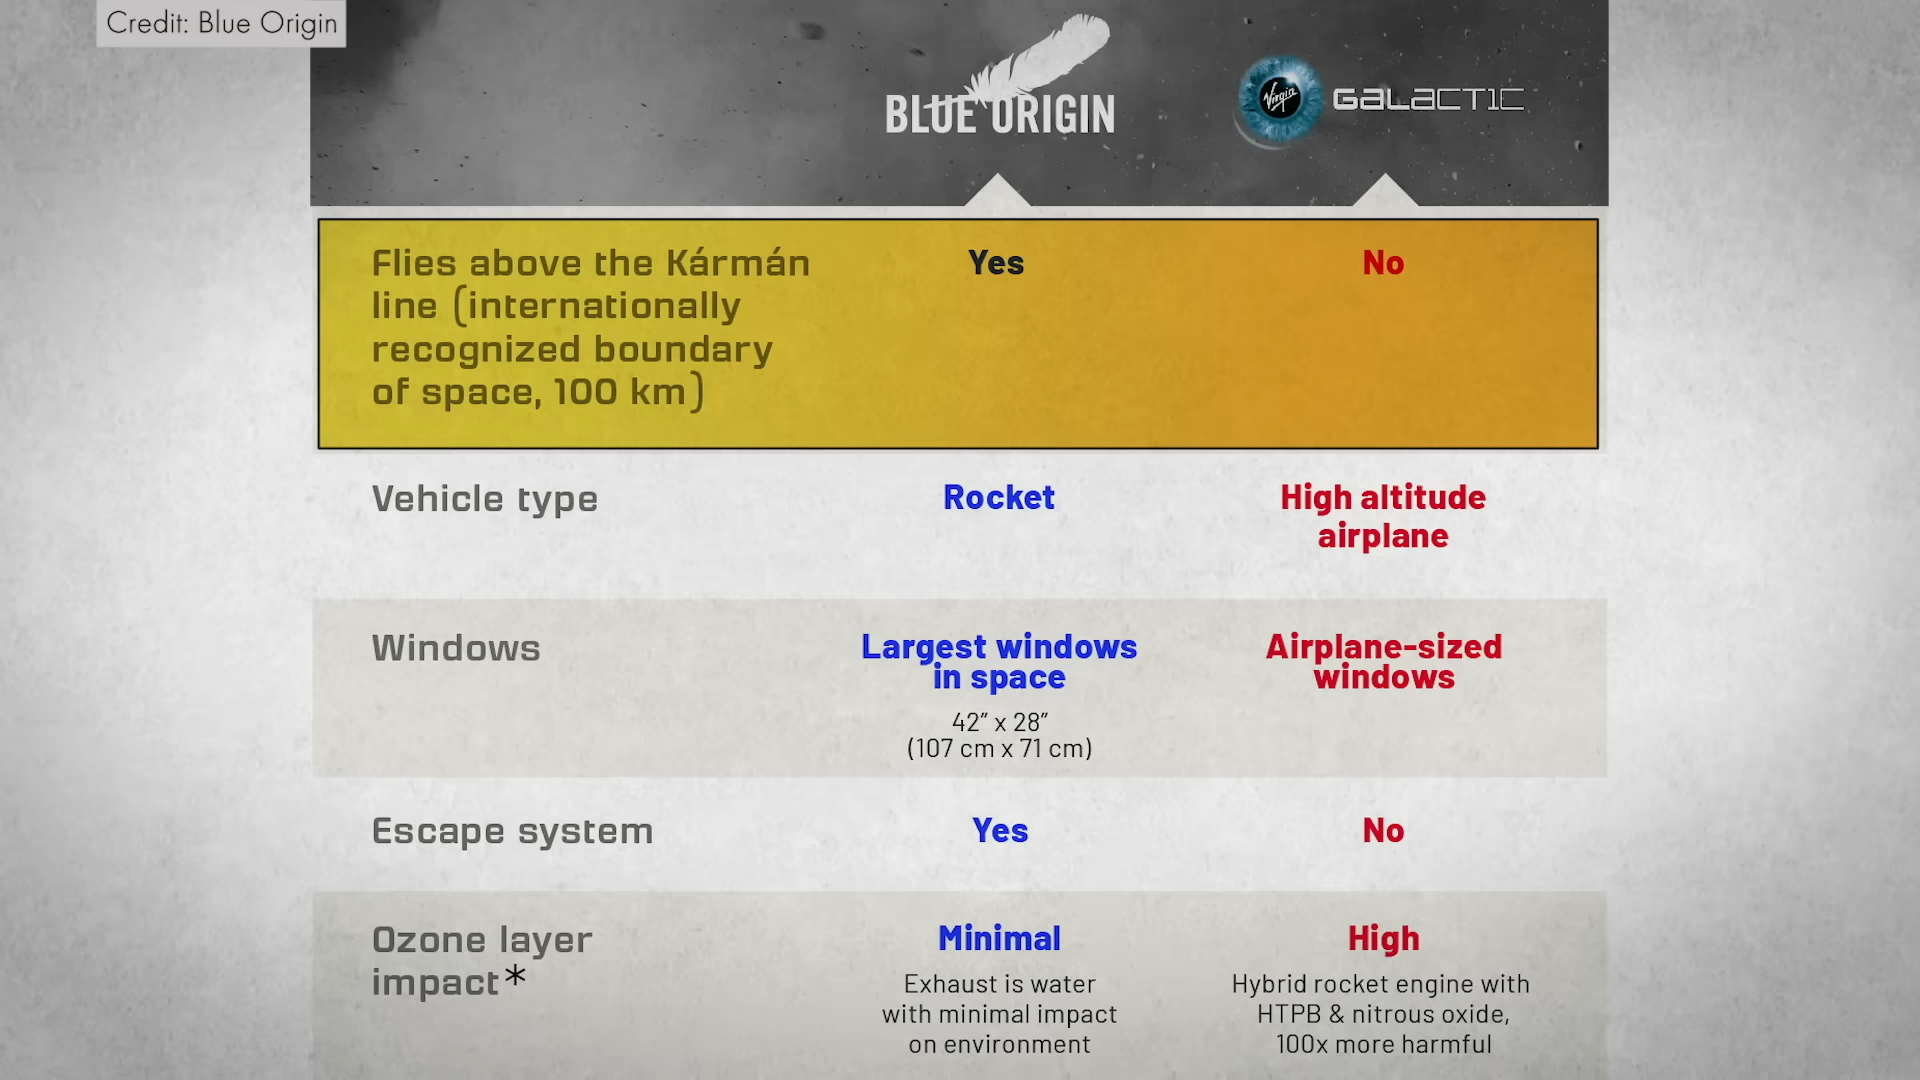 Credit: Blue Origin
BLUE ORIGIN
Virgin GALACTIC
Flies above the Kármán
line (internationally
recognized boundary
of space, 100 km)
Yes
No
Vehicle type
Rocket
High altitude
airplane
Windows
Largest windows
in space
42” x 28”
(107 cm x 71 cm)
Airplane-sized
windows
Escape system
Yes
No
Ozone layer
impact*
Minimal
Exhaust is water
with minimal impact
on environment
High
Hybrid rocket engine with
HTPB & nitrous oxide,
100x more harmful